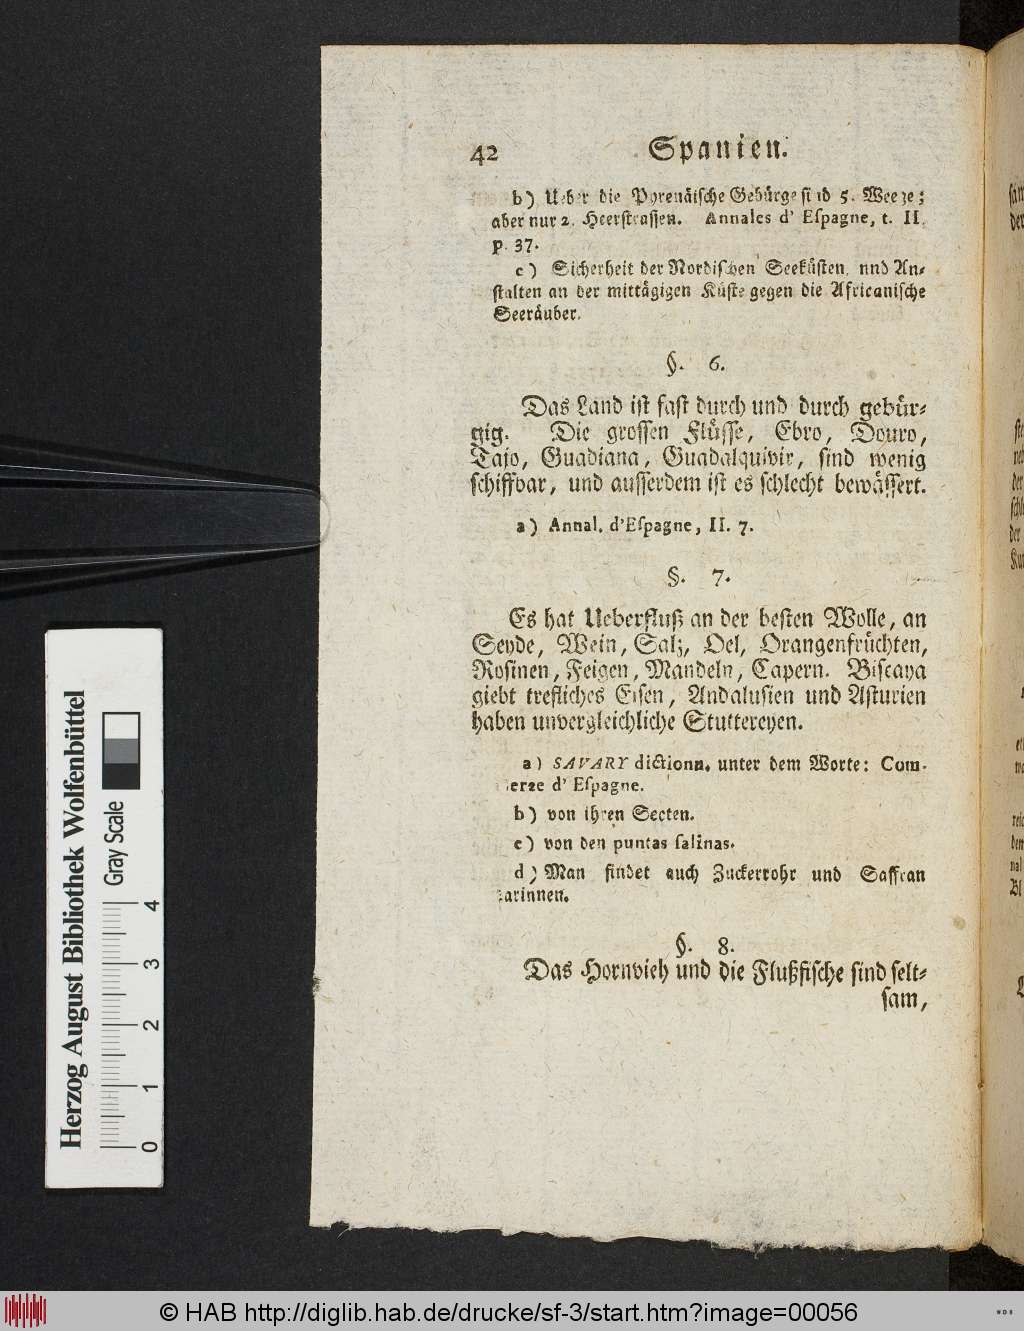 42 Spanien.
b) Ueber die Pyrenäische Gebürge sind 5. Weege;
aber nur 2. Heerstrassen. Annales d' Eſpagne, t. II.
p. 37.
c) Sicherheit der Nordischen Seeküsten, nnd An-
stalten an der mittägigen Küste gegen die Africanische
Seeräuber.
§. 6.
Das Land ist fast durch und durch gebür-
gig. Die grossen Flüsse, Ebro, Douro,
Tajo, Guadiana, Guadalquivir, sind wenig
schiffbar, und ausserdem ist es schlecht bewässert.
a) Annal. d'Eſpagne, II. 7.
§. 7.
Es hat Ueberfluß an der besten Wolle, an
Seyde, Wein, Salz, Oel, Orangenfrüchten,
Rosinen, Feigen, Mandeln, Capern. Biscaya
giebt trefliches Eisen, Andalusien und Asturien
haben unvergleichliche Stuttereyen.
a) SAVARY dictionn. unter dem Worte: Com-
merce d' Eſpagne.
b) von ihren Secten.
c) von den puntas ſalinas.
d) Man findet auch Zuckerrohr und Saffran
darinnen.
§. 8.
Das Hornvieh und die Flußfische sind selt-
sam,
Herzog August Bibliothek Wolfenbüttel
Gray Scale
0 1 2 3 4
© HAB http://diglib.hab.de/drucke/sf-3/start.htm?image=00056